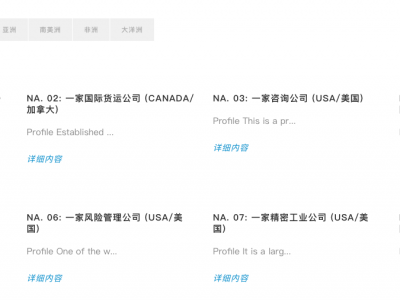 亚洲 南美洲 非洲 大洋洲
NA. 02: 一家国际货运公司 (CANADA/
加拿大)
Profile Established ...
详细内容
NA. 03: 一家咨询公司 (USA/美国)
Profile This is a pr...
详细内容
NA. 06: 一家风险管理公司 (USA/美
国)
Profile One of the w...
详细内容
NA. 07: 一家精密工业公司 (USA/美
国)
Profile It is a larg...
详细内容